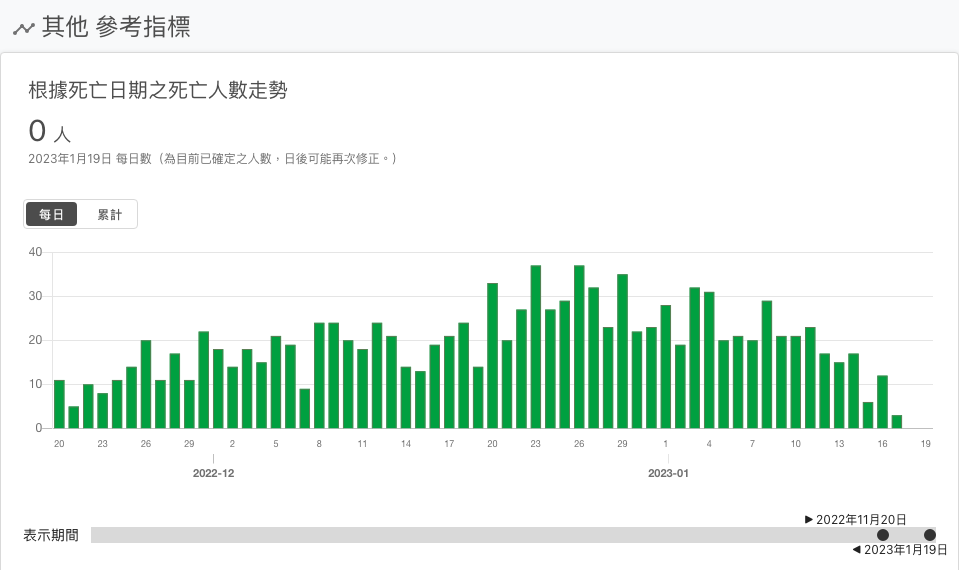 其他 參考指標
根據死亡日期之死亡人數走勢
0 人
2023年1月19日 每日數（為目前已確定之人數，日後可能再次修正。）
每日 累計
40
30
20
10
0
20 23 26 29 2 5 8 11 14 17 20 23 26 29 1 4 7 10 13 16 19
2022-12 2023-01
▶ 2022年11月20日
表示期間
◀ 2023年1月19日